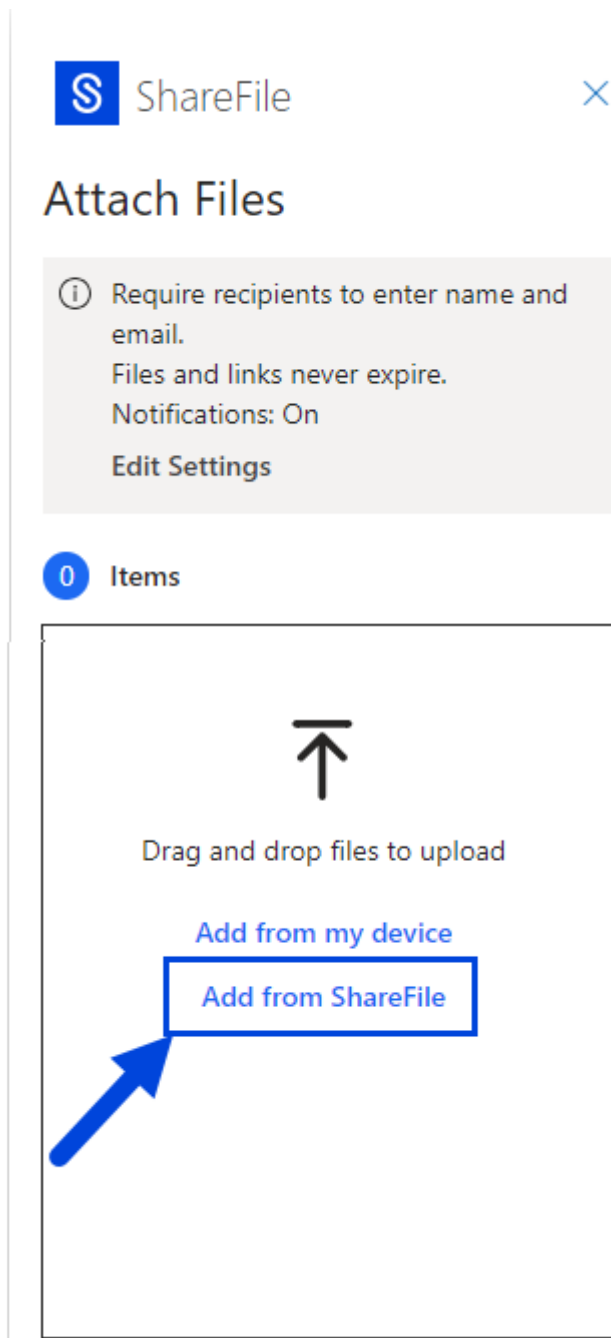 ShareFile
Attach Files
Require recipients to enter name and
email.
Files and links never expire.
Notifications: On
Edit Settings
0 Items
Drag and drop files to upload
Add from my device
Add from ShareFile